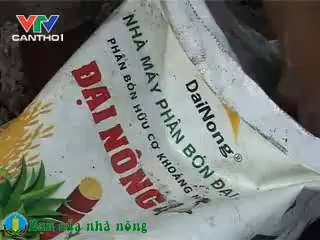 VTV
CANTHO1
DaiNong®
NHÀ MÁY PHÂN BÓN ĐẠI
PHÂN BÓN HỮU CƠ KHOÁNG
ĐẠI NÔNG
Bạn của nhà nông